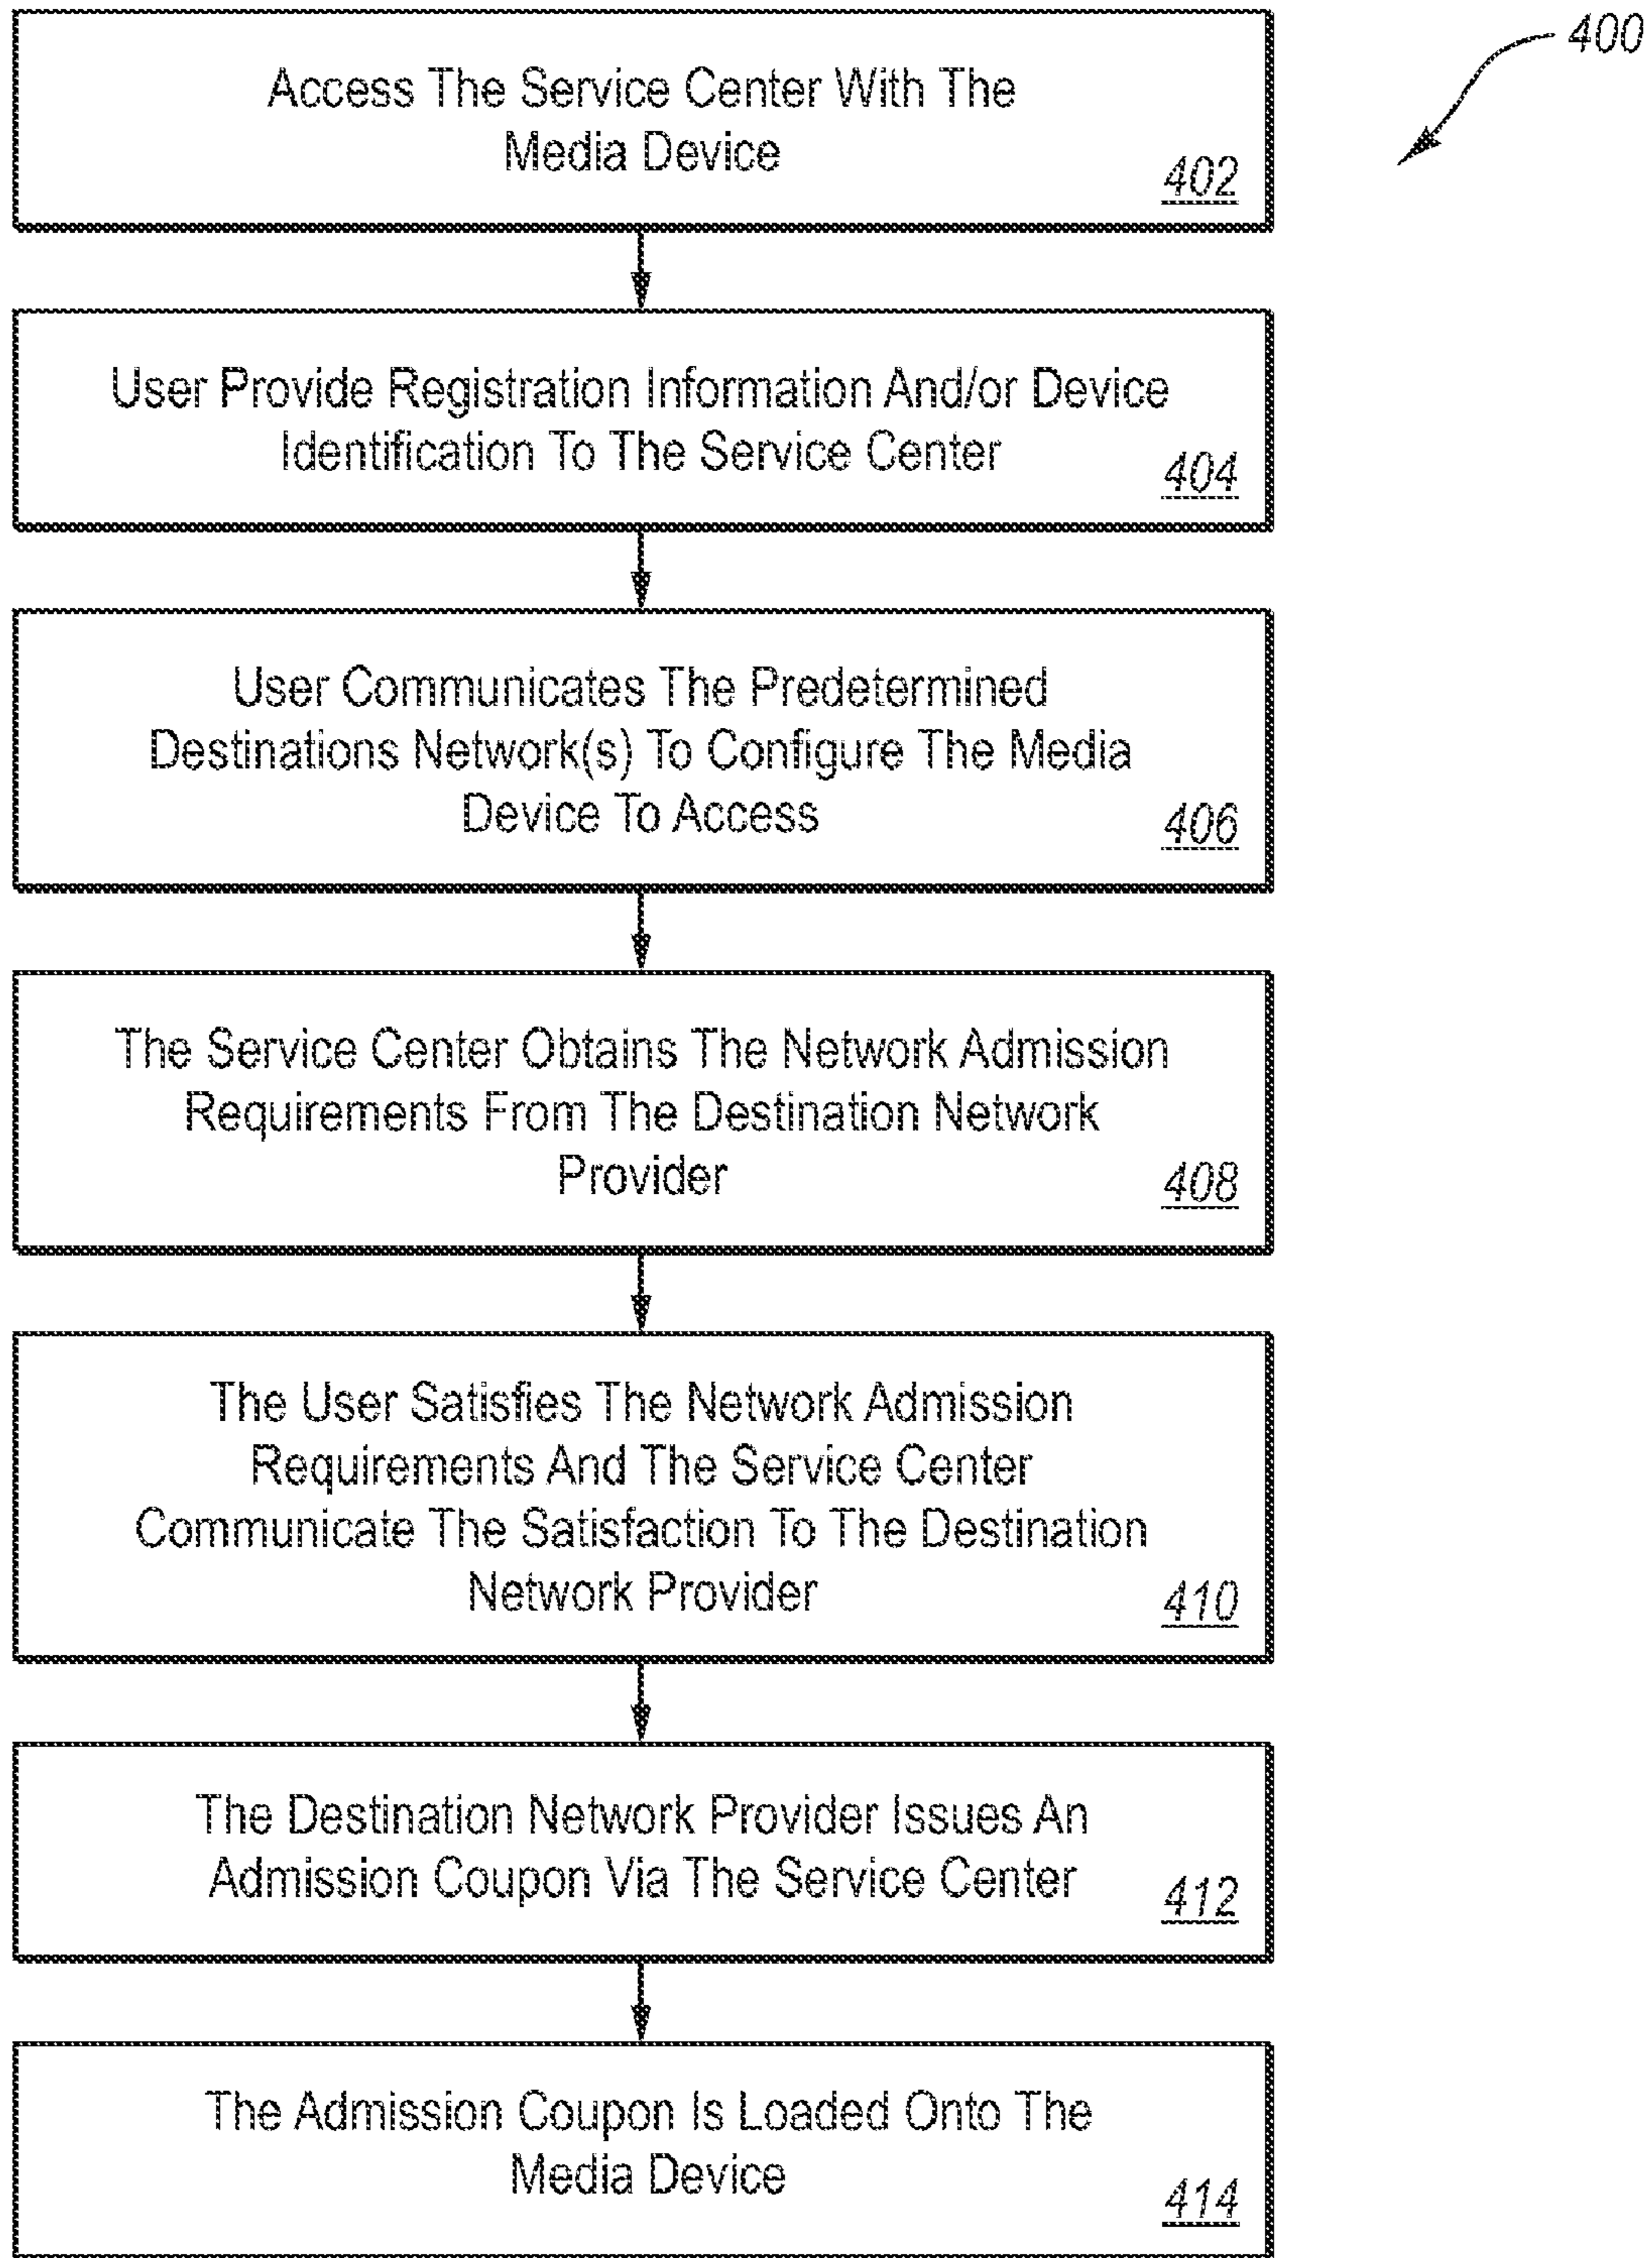 400
Access The Service Center With The
Media Device
402
User Provide Registration Information And/or Device
Identification To The Service Center
404
User Communicates The Predetermined
Destinations Network(s) To Configure The Media
Device To Access
406
The Service Center Obtains The Network Admission
Requirements From The Destination Network
Provider
408
The User Satisfies The Network Admission
Requirements And The Service Center
Communicate The Satisfaction To The Destination
Network Provider
410
The Destination Network Provider Issues An
Admission Coupon Via The Service Center
412
The Admission Coupon Is Loaded Onto The
Media Device
414